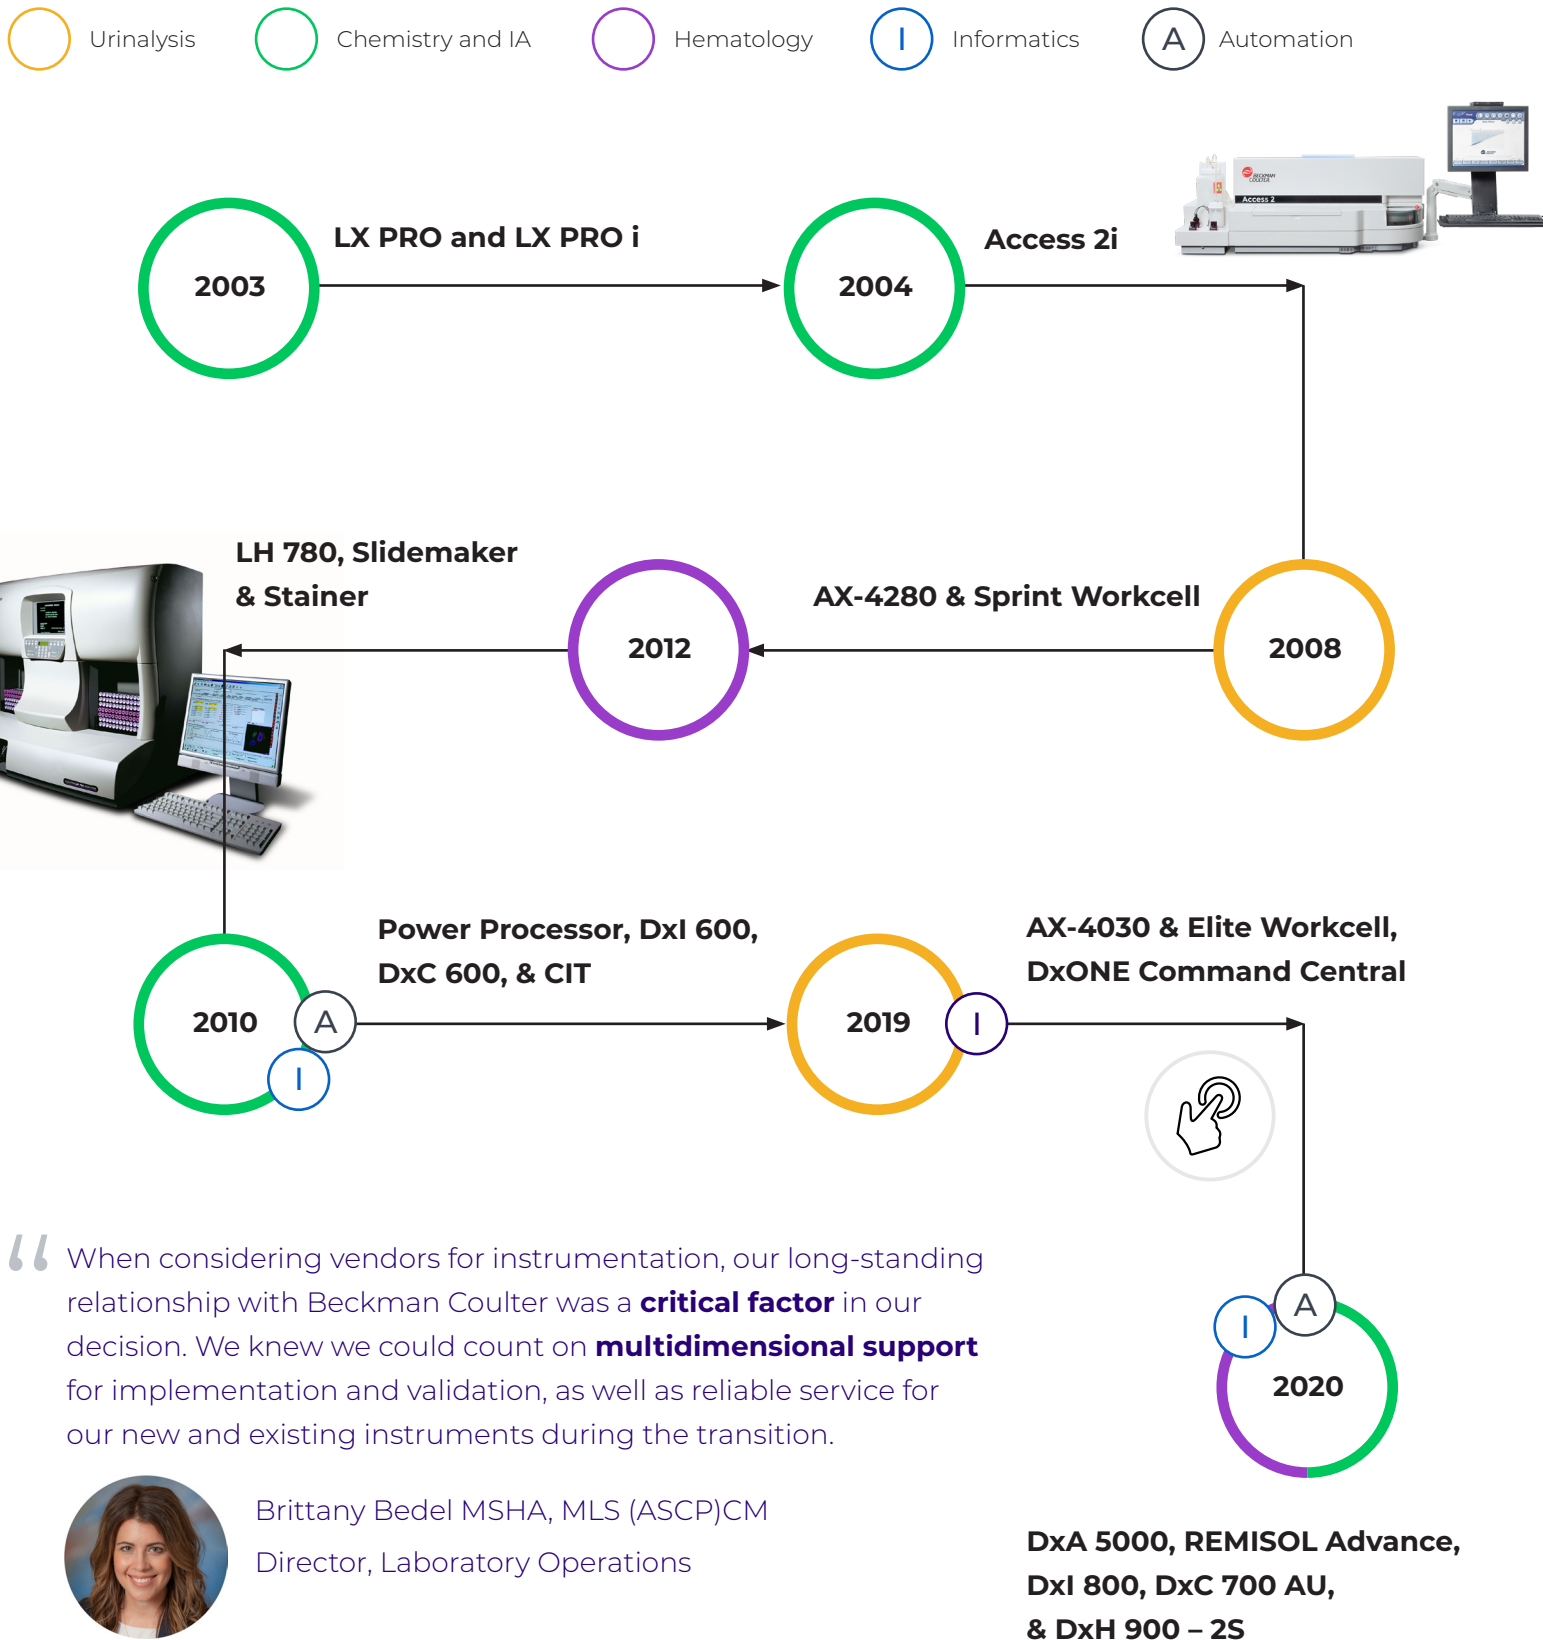 Urinalysis
Chemistry and IA
Hematology
I Informatics
A Automation
BECKMAN
COULTER
Access 2
2003
LX PRO and LX PRO i
2004
Access 2i
LH 780, Slidemaker
& Stainer
2012
AX-4280 & Sprint Workcell
2008
2010
A
I
Power Processor, DxI 600,
DxC 600, & CIT
2019
I
AX-4030 & Elite Workcell,
DxONE Command Central
“ When considering vendors for instrumentation, our long-standing
relationship with Beckman Coulter was a critical factor in our
decision. We knew we could count on multidimensional support
for implementation and validation, as well as reliable service for
our new and existing instruments during the transition.
Brittany Bedel MSHA, MLS (ASCP)CM
Director, Laboratory Operations
I
A
2020
DxA 5000, REMISOL Advance,
DxI 800, DxC 700 AU,
& DxH 900 – 2S